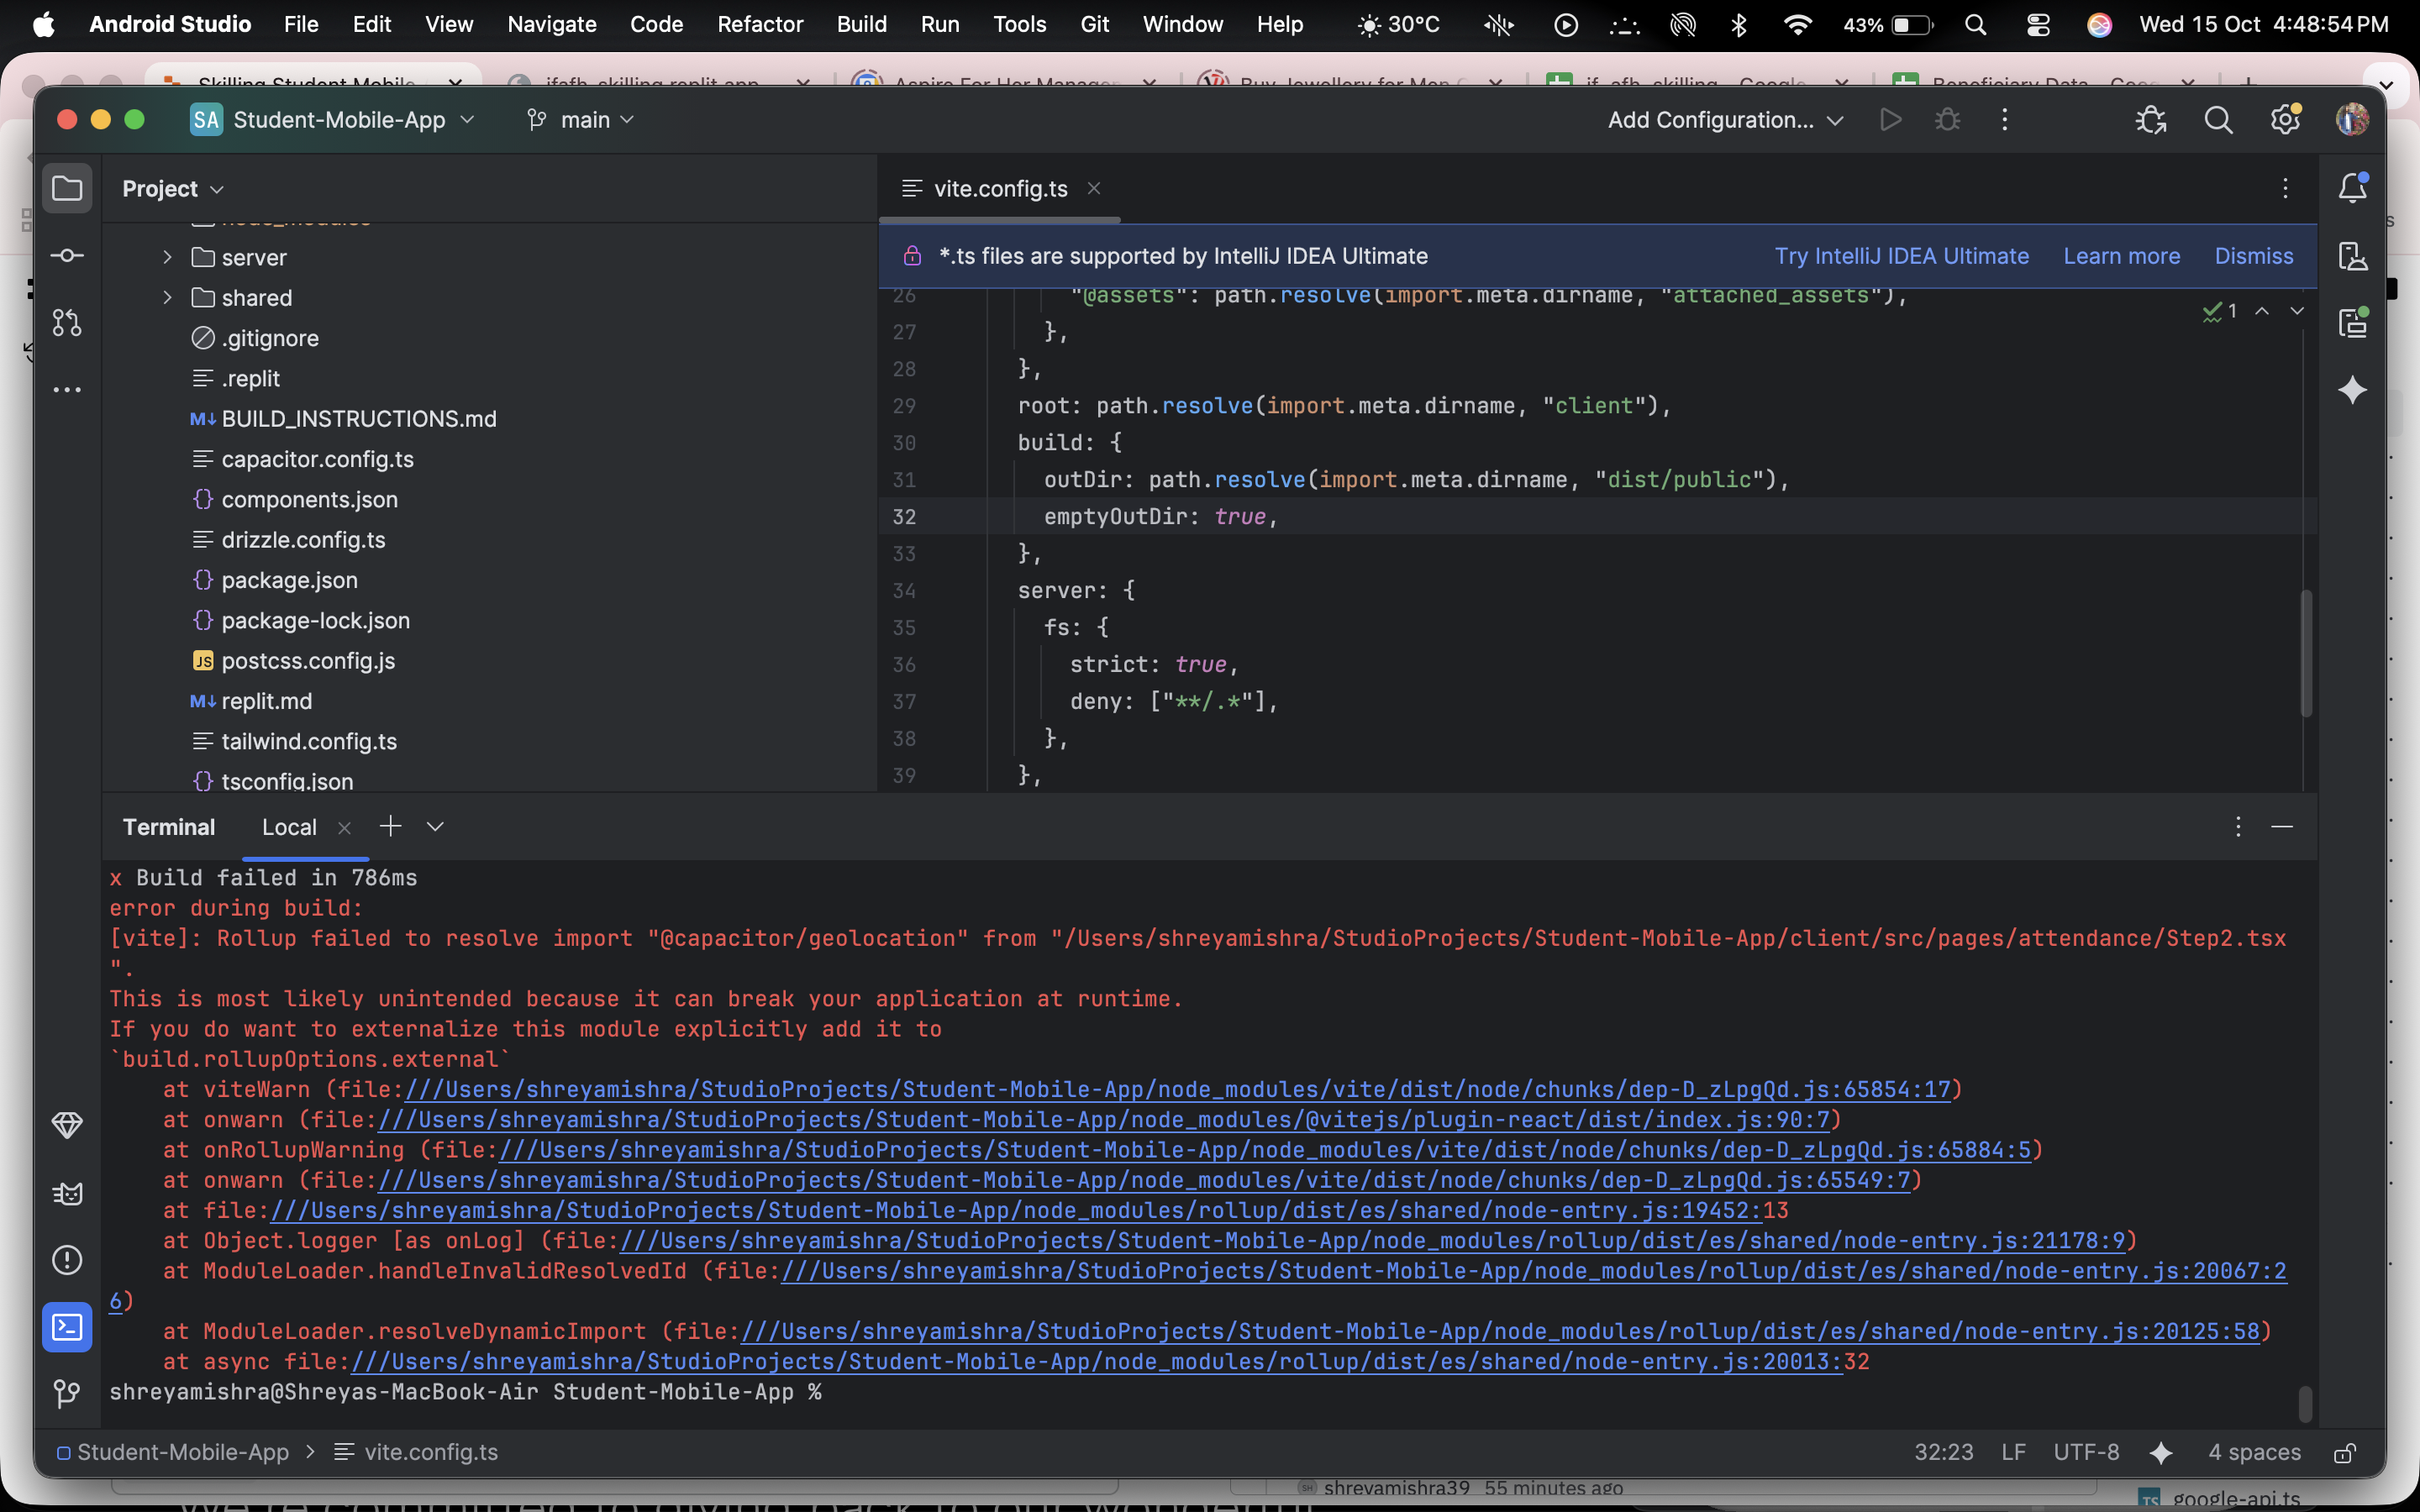 Android Studio File Edit View Navigate Code Refactor Build Run Tools Git Window Help 30°C 43% Wed 15 Oct 4:48:54 PM
Skilling Student Mobile
SA Student-Mobile-App main Add Configuration...
Project
vite.config.ts
*.ts files are supported by IntelliJ IDEA Ultimate Try IntelliJ IDEA Ultimate Learn more Dismiss
node_modules
server
shared
.gitignore
.replit
M↓ BUILD_INSTRUCTIONS.md
capacitor.config.ts
{} components.json
drizzle.config.ts
{} package.json
{} package-lock.json
JS postcss.config.js
M↓ replit.md
tailwind.config.ts
{} tsconfig.json
26 "@assets": path.resolve(import.meta.dirname, "attached_assets"),
1
27 },
28 },
29 root: path.resolve(import.meta.dirname, "client"),
30 build: {
31 outDir: path.resolve(import.meta.dirname, "dist/public"),
32 emptyOutDir: true,
33 },
34 server: {
35 fs: {
36 strict: true,
37 deny: ["**/.*"],
38 },
39 },
Terminal Local
x Build failed in 786ms
error during build:
[vite]: Rollup failed to resolve import "@capacitor/geolocation" from "/Users/shreyamishra/StudioProjects/Student-Mobile-App/client/src/pages/attendance/Step2.tsx
".
This is most likely unintended because it can break your application at runtime.
If you do want to externalize this module explicitly add it to
`build.rollupOptions.external`
at viteWarn (file:///Users/shreyamishra/StudioProjects/Student-Mobile-App/node_modules/vite/dist/node/chunks/dep-D_zLpgQd.js:65854:17)
at onwarn (file:///Users/shreyamishra/StudioProjects/Student-Mobile-App/node_modules/@vitejs/plugin-react/dist/index.js:90:7)
at onRollupWarning (file:///Users/shreyamishra/StudioProjects/Student-Mobile-App/node_modules/vite/dist/node/chunks/dep-D_zLpgQd.js:65884:5)
at onwarn (file:///Users/shreyamishra/StudioProjects/Student-Mobile-App/node_modules/vite/dist/node/chunks/dep-D_zLpgQd.js:65549:7)
at file:///Users/shreyamishra/StudioProjects/Student-Mobile-App/node_modules/rollup/dist/es/shared/node-entry.js:19452:13
at Object.logger [as onLog] (file:///Users/shreyamishra/StudioProjects/Student-Mobile-App/node_modules/rollup/dist/es/shared/node-entry.js:21178:9)
at ModuleLoader.handleInvalidResolvedId (file:///Users/shreyamishra/StudioProjects/Student-Mobile-App/node_modules/rollup/dist/es/shared/node-entry.js:20067:2
6)
at ModuleLoader.resolveDynamicImport (file:///Users/shreyamishra/StudioProjects/Student-Mobile-App/node_modules/rollup/dist/es/shared/node-entry.js:20125:58)
at async file:///Users/shreyamishra/StudioProjects/Student-Mobile-App/node_modules/rollup/dist/es/shared/node-entry.js:20013:32
shreyamishra@Shreyas-MacBook-Air Student-Mobile-App %
Student-Mobile-App vite.config.ts 32:23 LF UTF-8 4 spaces
SH shreyamishra39 55 minutes ago
TS google-api.ts